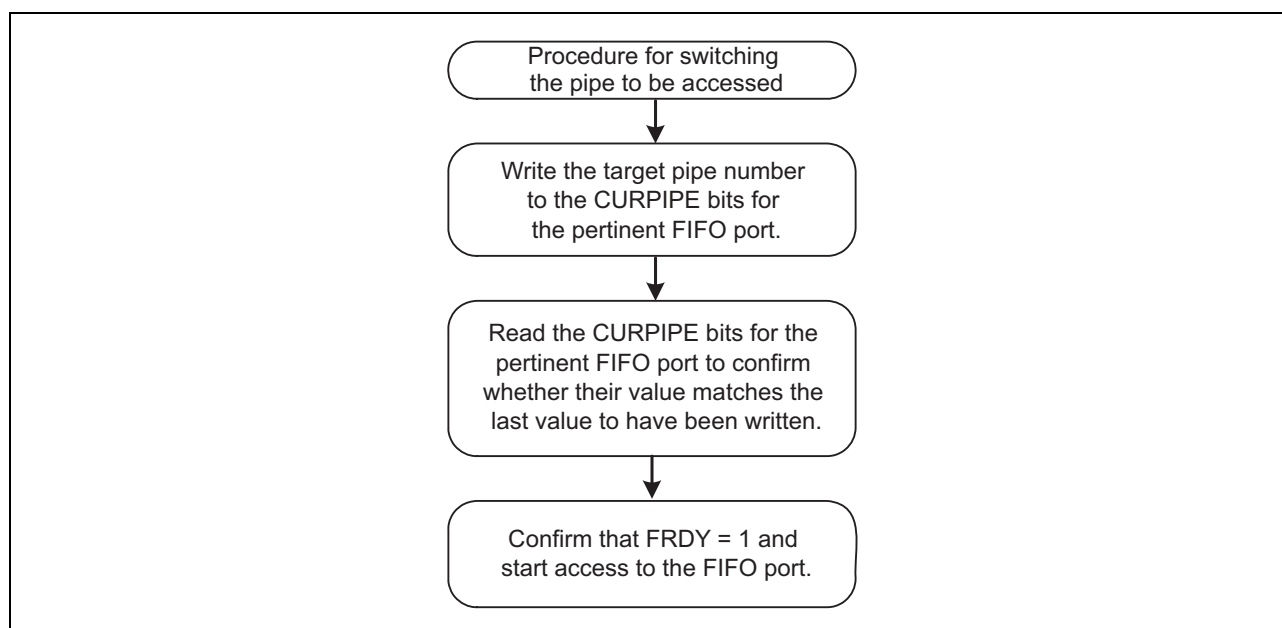 Procedure for switching
the pipe to be accessed
Write the target pipe number
to the CURPIPE bits for
the pertinent FIFO port.
Read the CURPIPE bits for the
pertinent FIFO port to confirm
whether their value matches the
last value to have been written.
Confirm that FRDY = 1 and
start access to the FIFO port.